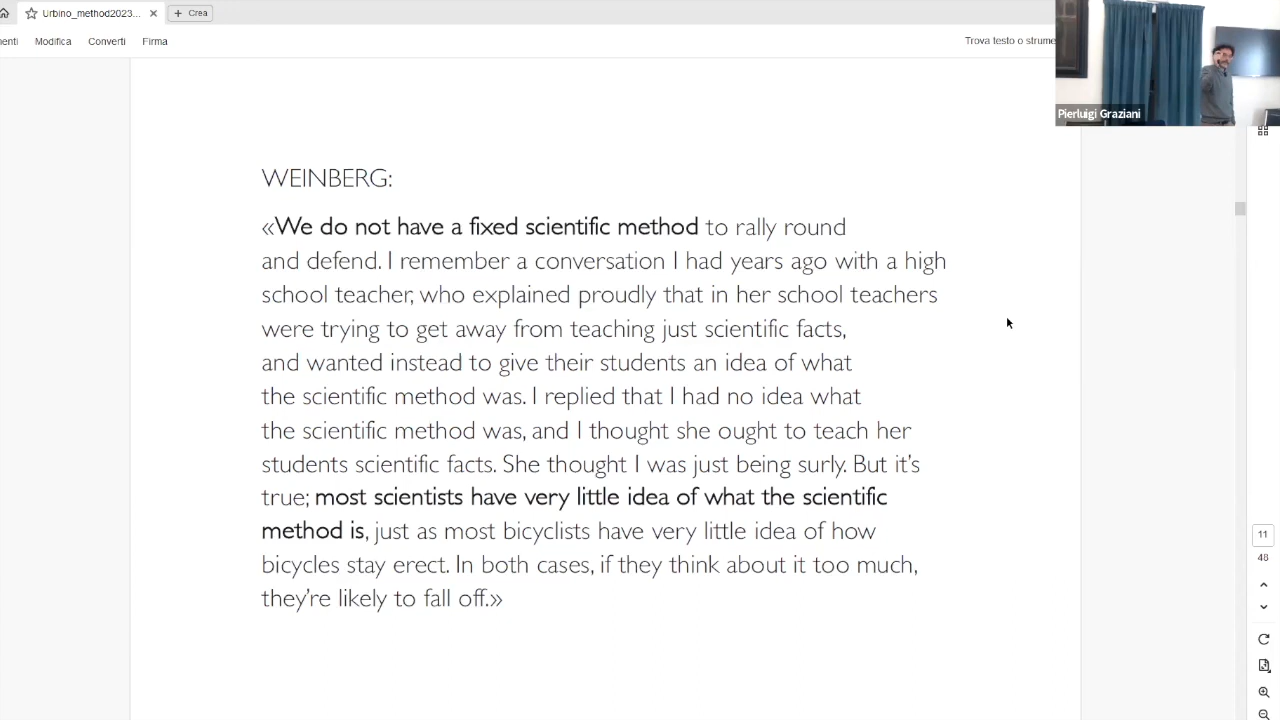 Urbino_method2023...
Crea
Modifica
Converti
Firma
Trova testo o strume
Pierluigi Graziani
WEINBERG:
«We do not have a fixed scientific method to rally round
and defend. I remember a conversation I had years ago with a high
school teacher, who explained proudly that in her school teachers
were trying to get away from teaching just scientific facts,
and wanted instead to give their students an idea of what
the scientific method was. I replied that I had no idea what
the scientific method was, and I thought she ought to teach her
students scientific facts. She thought I was just being surly. But it's
true; most scientists have very little idea of what the scientific
method is, just as most bicyclists have very little idea of how
bicycles stay erect. In both cases, if they think about it too much,
they're likely to fall off.»
11
48